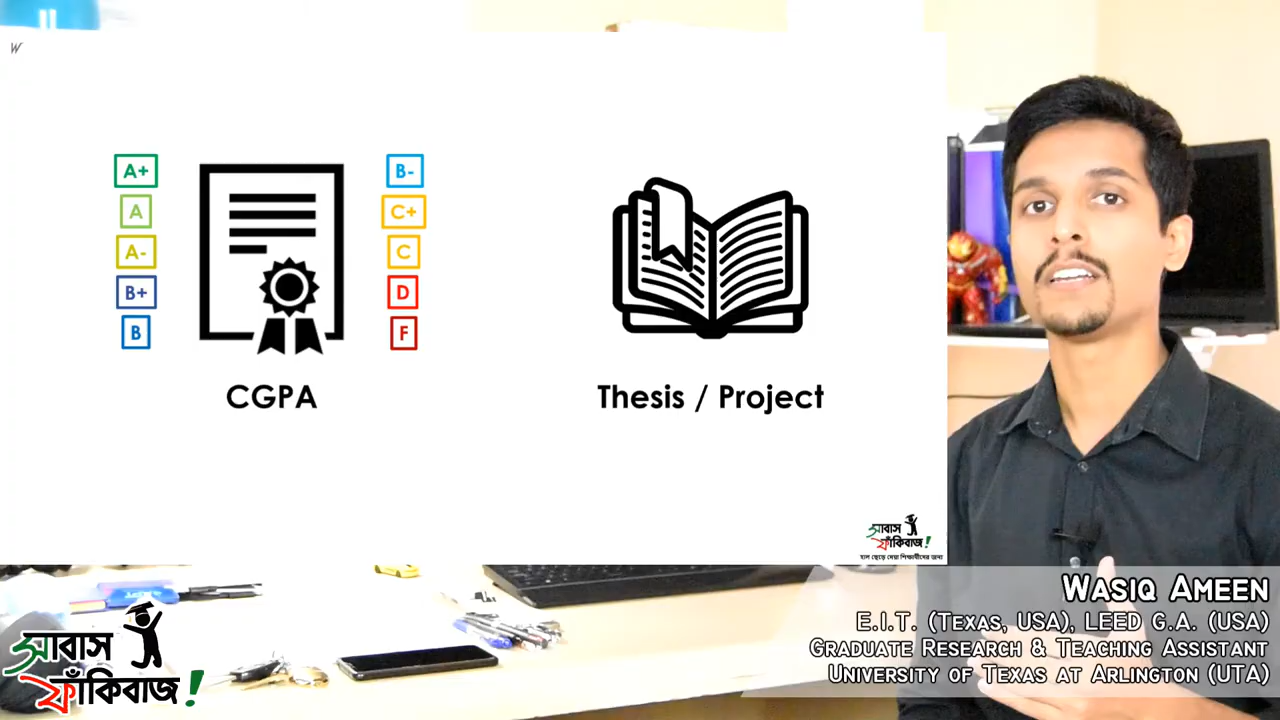 W
A+
A
A-
B+
B
B-
C+
C
D
F
CGPA
Thesis / Project
সাবাস
ফাঁকিবাজ!
হাল ছেড়ে দেয়া শিক্ষার্থীদের জন্য
WASIQ AMEEN
E.I.T. (TEXAS, USA), LEED G.A. (USA)
GRADUATE RESEARCH & TEACHING ASSISTANT
UNIVERSITY OF TEXAS AT ARLINGTON (UTA)
সাবাস
ফাঁকিবাজ!